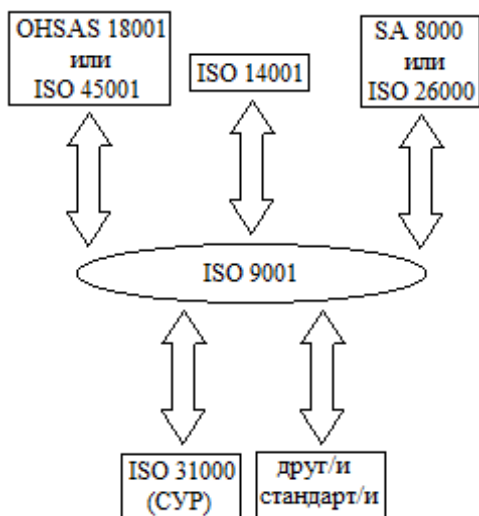 OHSAS 18001
или
ISO 45001
ISO 14001
SA 8000
или
ISO 26000
ISO 9001
ISO 31000
(СУР)
друг/и
стандарт/и